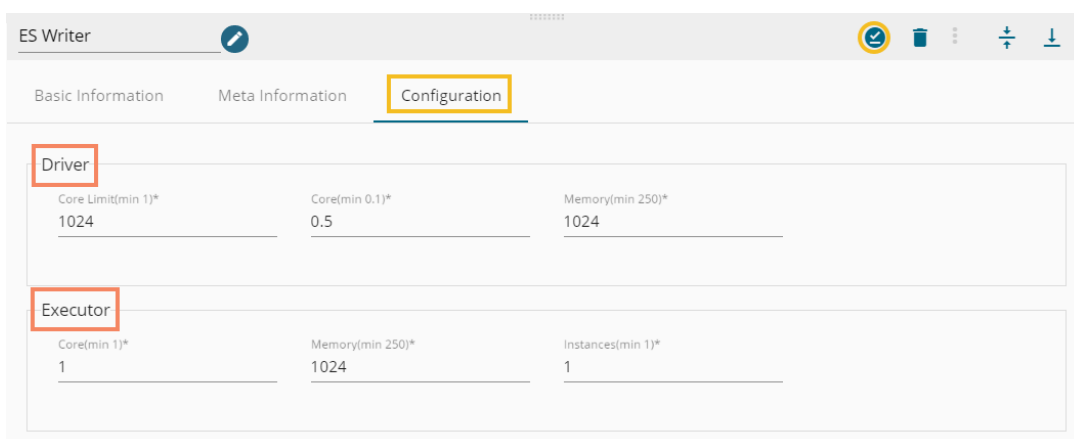 ES Writer
Basic Information Meta Information Configuration
Driver
Core Limit(min 1)* Core(min 0.1)* Memory(min 250)*
1024 0.5 1024
Executor
Core(min 1)* Memory(min 250)* Instances(min 1)*
1 1024 1